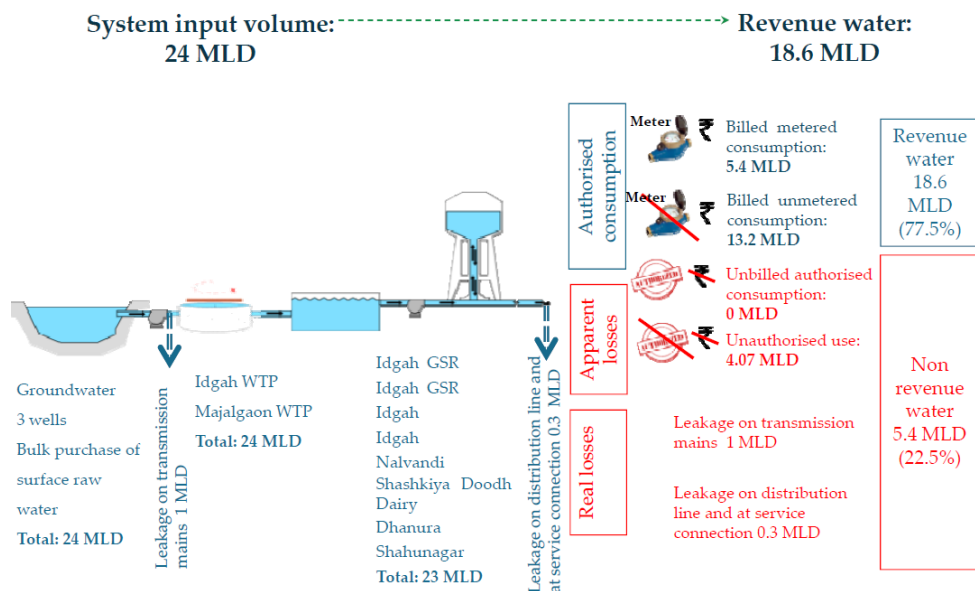 System input volume:
24 MLD
Revenue water:
18.6 MLD
Authorised
consumption
Meter
₹
Billed metered
consumption:
5.4 MLD
Meter
₹
Billed unmetered
consumption:
13.2 MLD
Revenue
water
18.6
MLD
(77.5%)
Apparent
losses
AUTHORIZED
₹
Unbilled authorised
consumption:
0 MLD
AUTHORIZED
₹
Unauthorised use:
4.07 MLD
Real losses
Leakage on transmission
mains 1 MLD
Leakage on distribution
line and at service
connection 0.3 MLD
Non
revenue
water
5.4 MLD
(22.5%)
Groundwater
3 wells
Bulk purchase of
surface raw
water
Total: 24 MLD
Leakage on transmission
mains 1 MLD
Idgah WTP
Majalgaon WTP
Total: 24 MLD
Idgah GSR
Idgah GSR
Idgah
Idgah
Nalvandi
Shashkiya Doodh
Dairy
Dhanura
Shahunagar
Total: 23 MLD
Leakage on distribution line and
at service connection 0.3 MLD